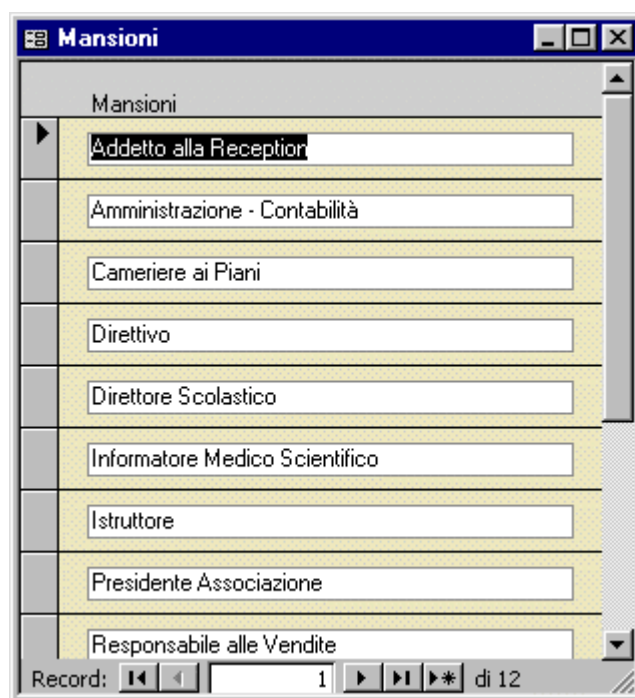 Mansioni
Mansioni
Addetto alla Reception
Amministrazione - Contabilità
Cameriere ai Piani
Direttivo
Direttore Scolastico
Informatore Medico Scientifico
Istruttore
Presidente Associazione
Responsabile alle Vendite
Record: 1 di 12